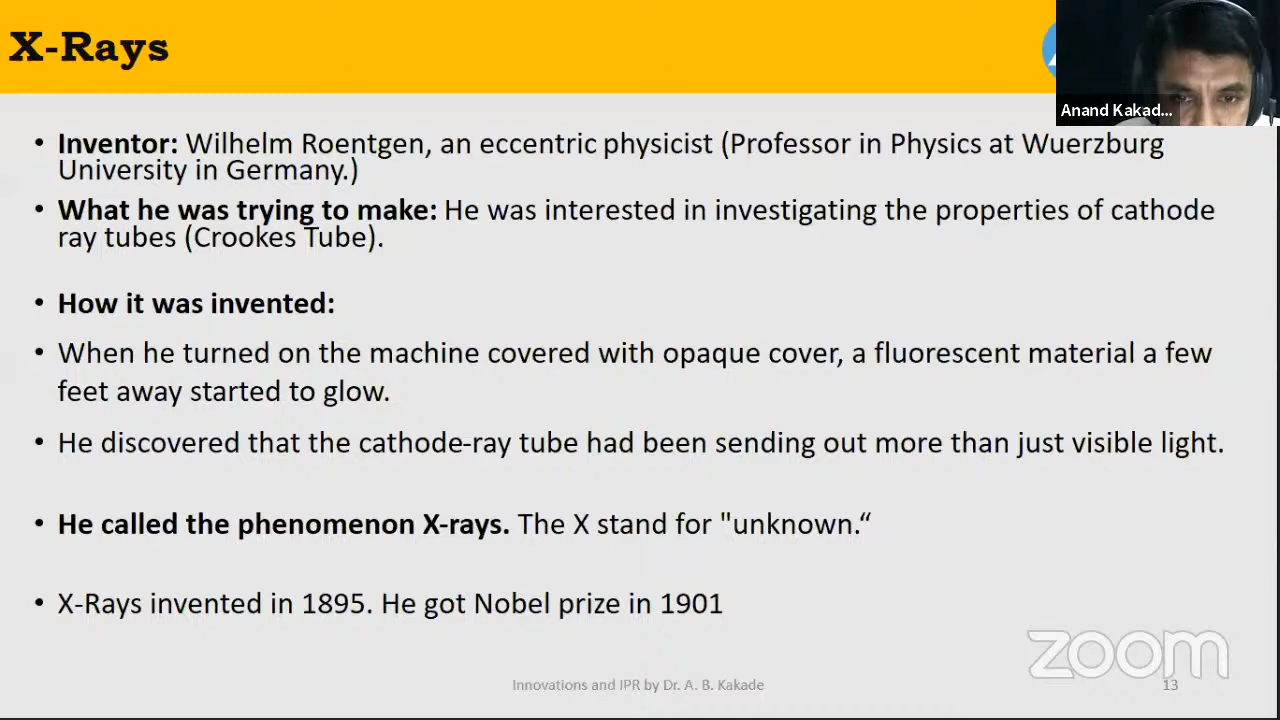 X-Rays
Anand Kakad...
• Inventor: Wilhelm Roentgen, an eccentric physicist (Professor in Physics at Wuerzburg
University in Germany.)
• What he was trying to make: He was interested in investigating the properties of cathode
ray tubes (Crookes Tube).
• How it was invented:
• When he turned on the machine covered with opaque cover, a fluorescent material a few
feet away started to glow.
• He discovered that the cathode-ray tube had been sending out more than just visible light.
• He called the phenomenon X-rays. The X stand for "unknown.“
• X-Rays invented in 1895. He got Nobel prize in 1901
zoom
Innovations and IPR by Dr. A. B. Kakade
13